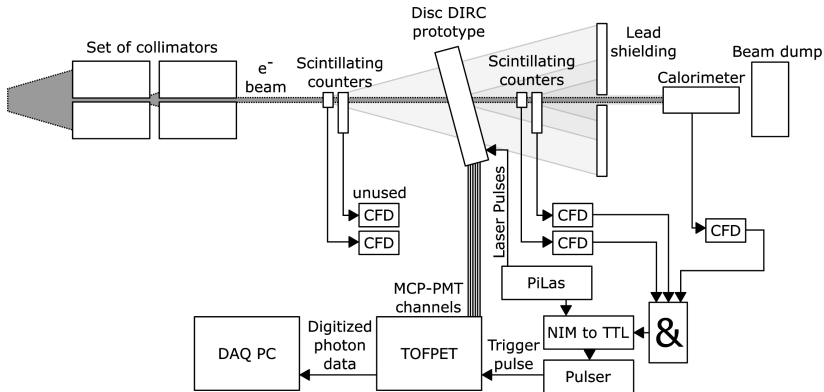 Disc DIRC
prototype
Set of collimators
e-
beam
Scintillating
counters
Scintillating
counters
Lead
shielding
Calorimeter
Beam dump
unused
CFD
CFD
Laser Pulses
CFD
CFD
CFD
MCP-PMT
channels
PiLas
NIM to TTL
&
DAQ PC
Digitized
photon
data
TOFPET
Trigger
pulse
Pulser